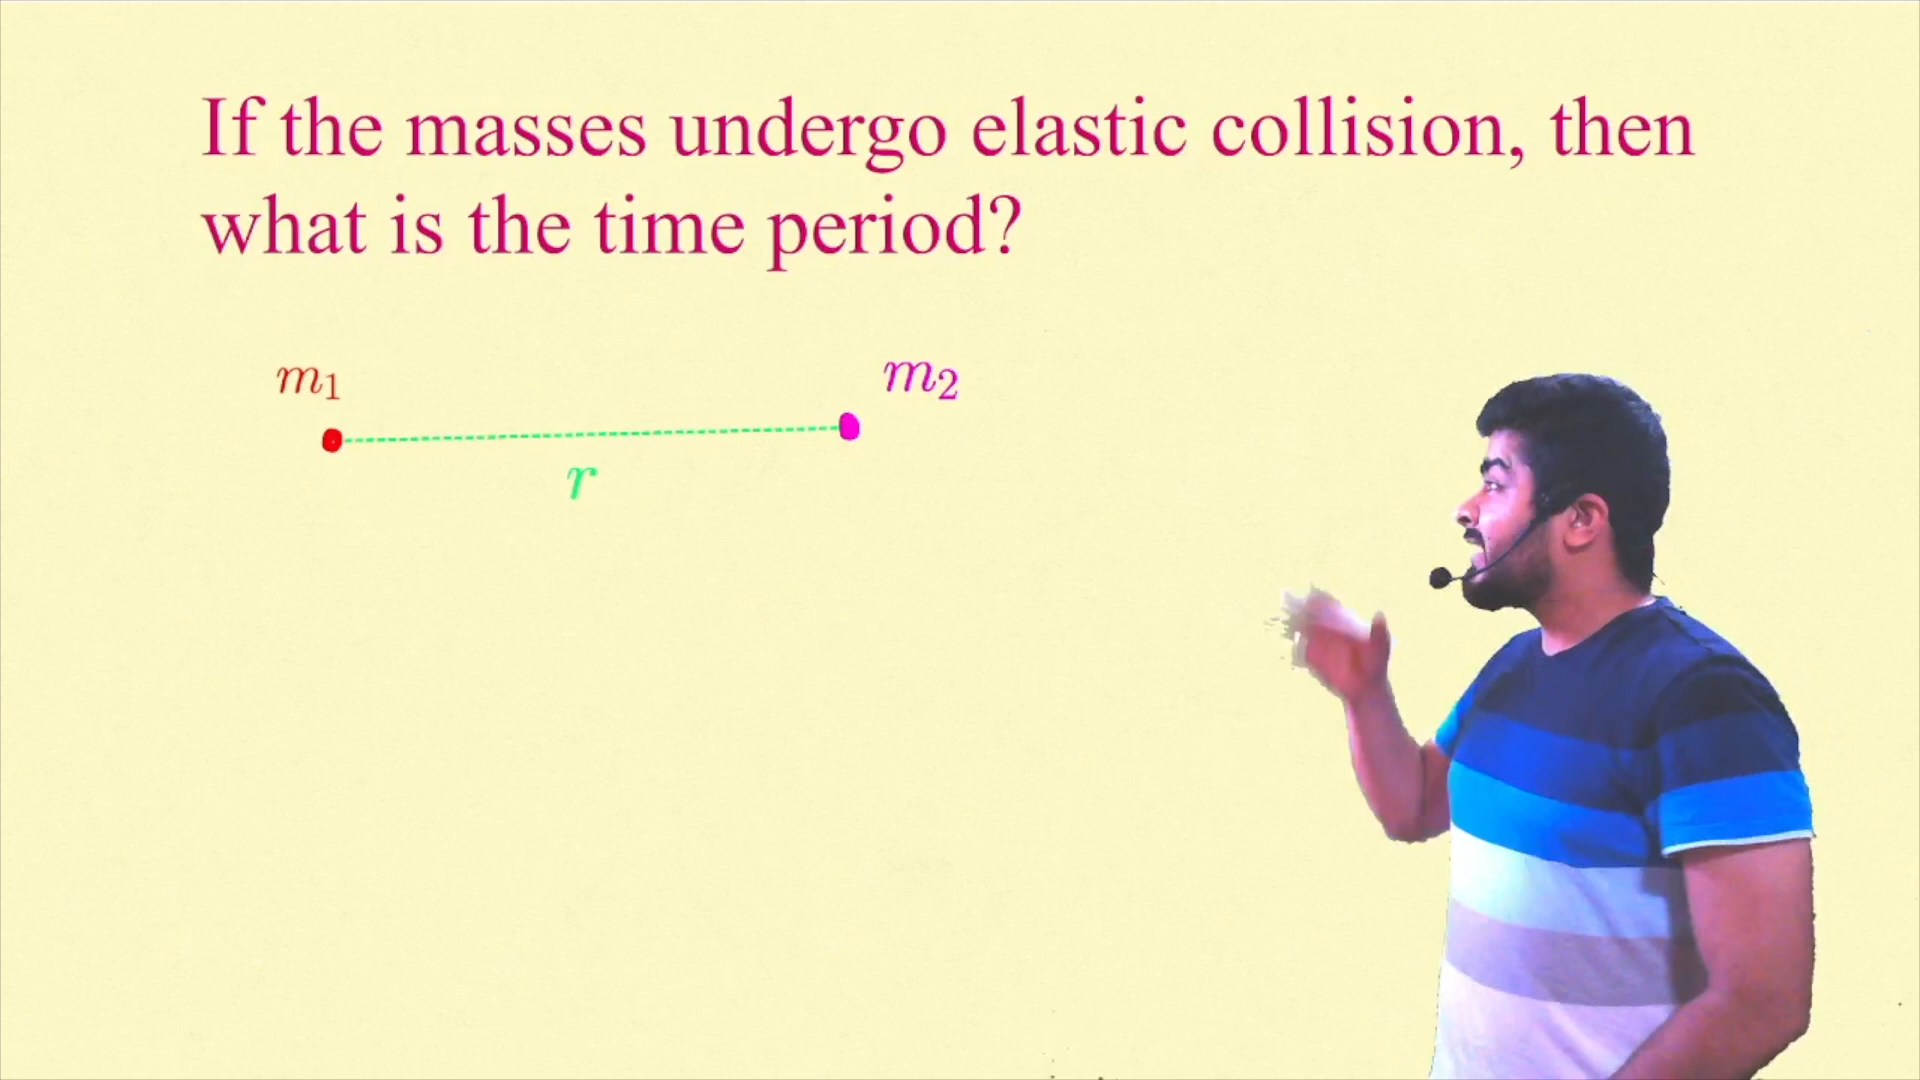 If the masses undergo elastic collision, then
what is the time period?
m₁ m₂
r